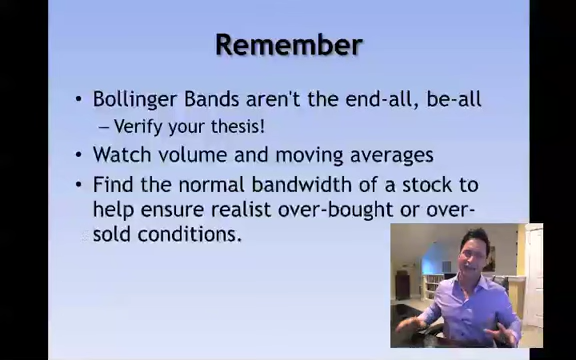 Remember
• Bollinger Bands aren't the end-all, be-all
– Verify your thesis!
• Watch volume and moving averages
• Find the normal bandwidth of a stock to
help ensure realist over-bought or over-
sold conditions.